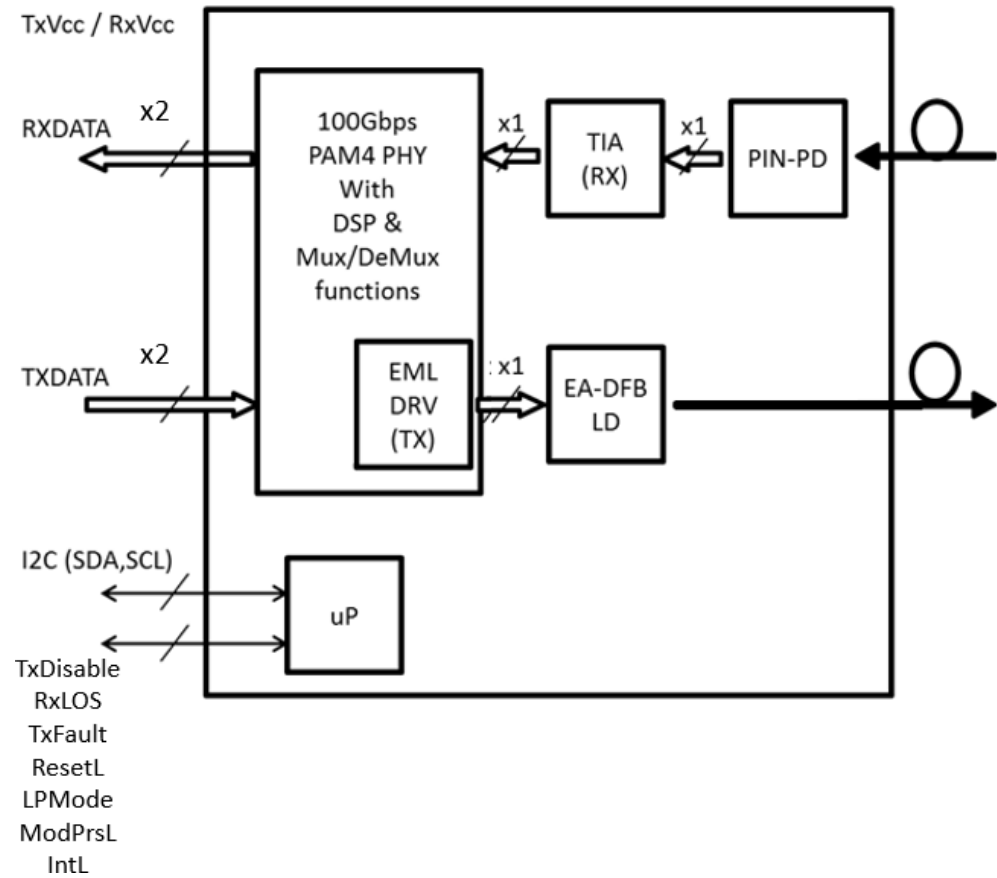 TxVcc / RxVcc
RXDATA
x2
100Gbps
PAM4 PHY
With
DSP &
Mux/DeMux
functions
x1
TIA
(RX)
x1
PIN-PD
TXDATA
x2
EML
DRV
(TX)
: x1
EA-DFB
LD
I2C (SDA,SCL)
uP
TxDisable
RxLOS
TxFault
ResetL
LPMode
ModPrsL
IntL